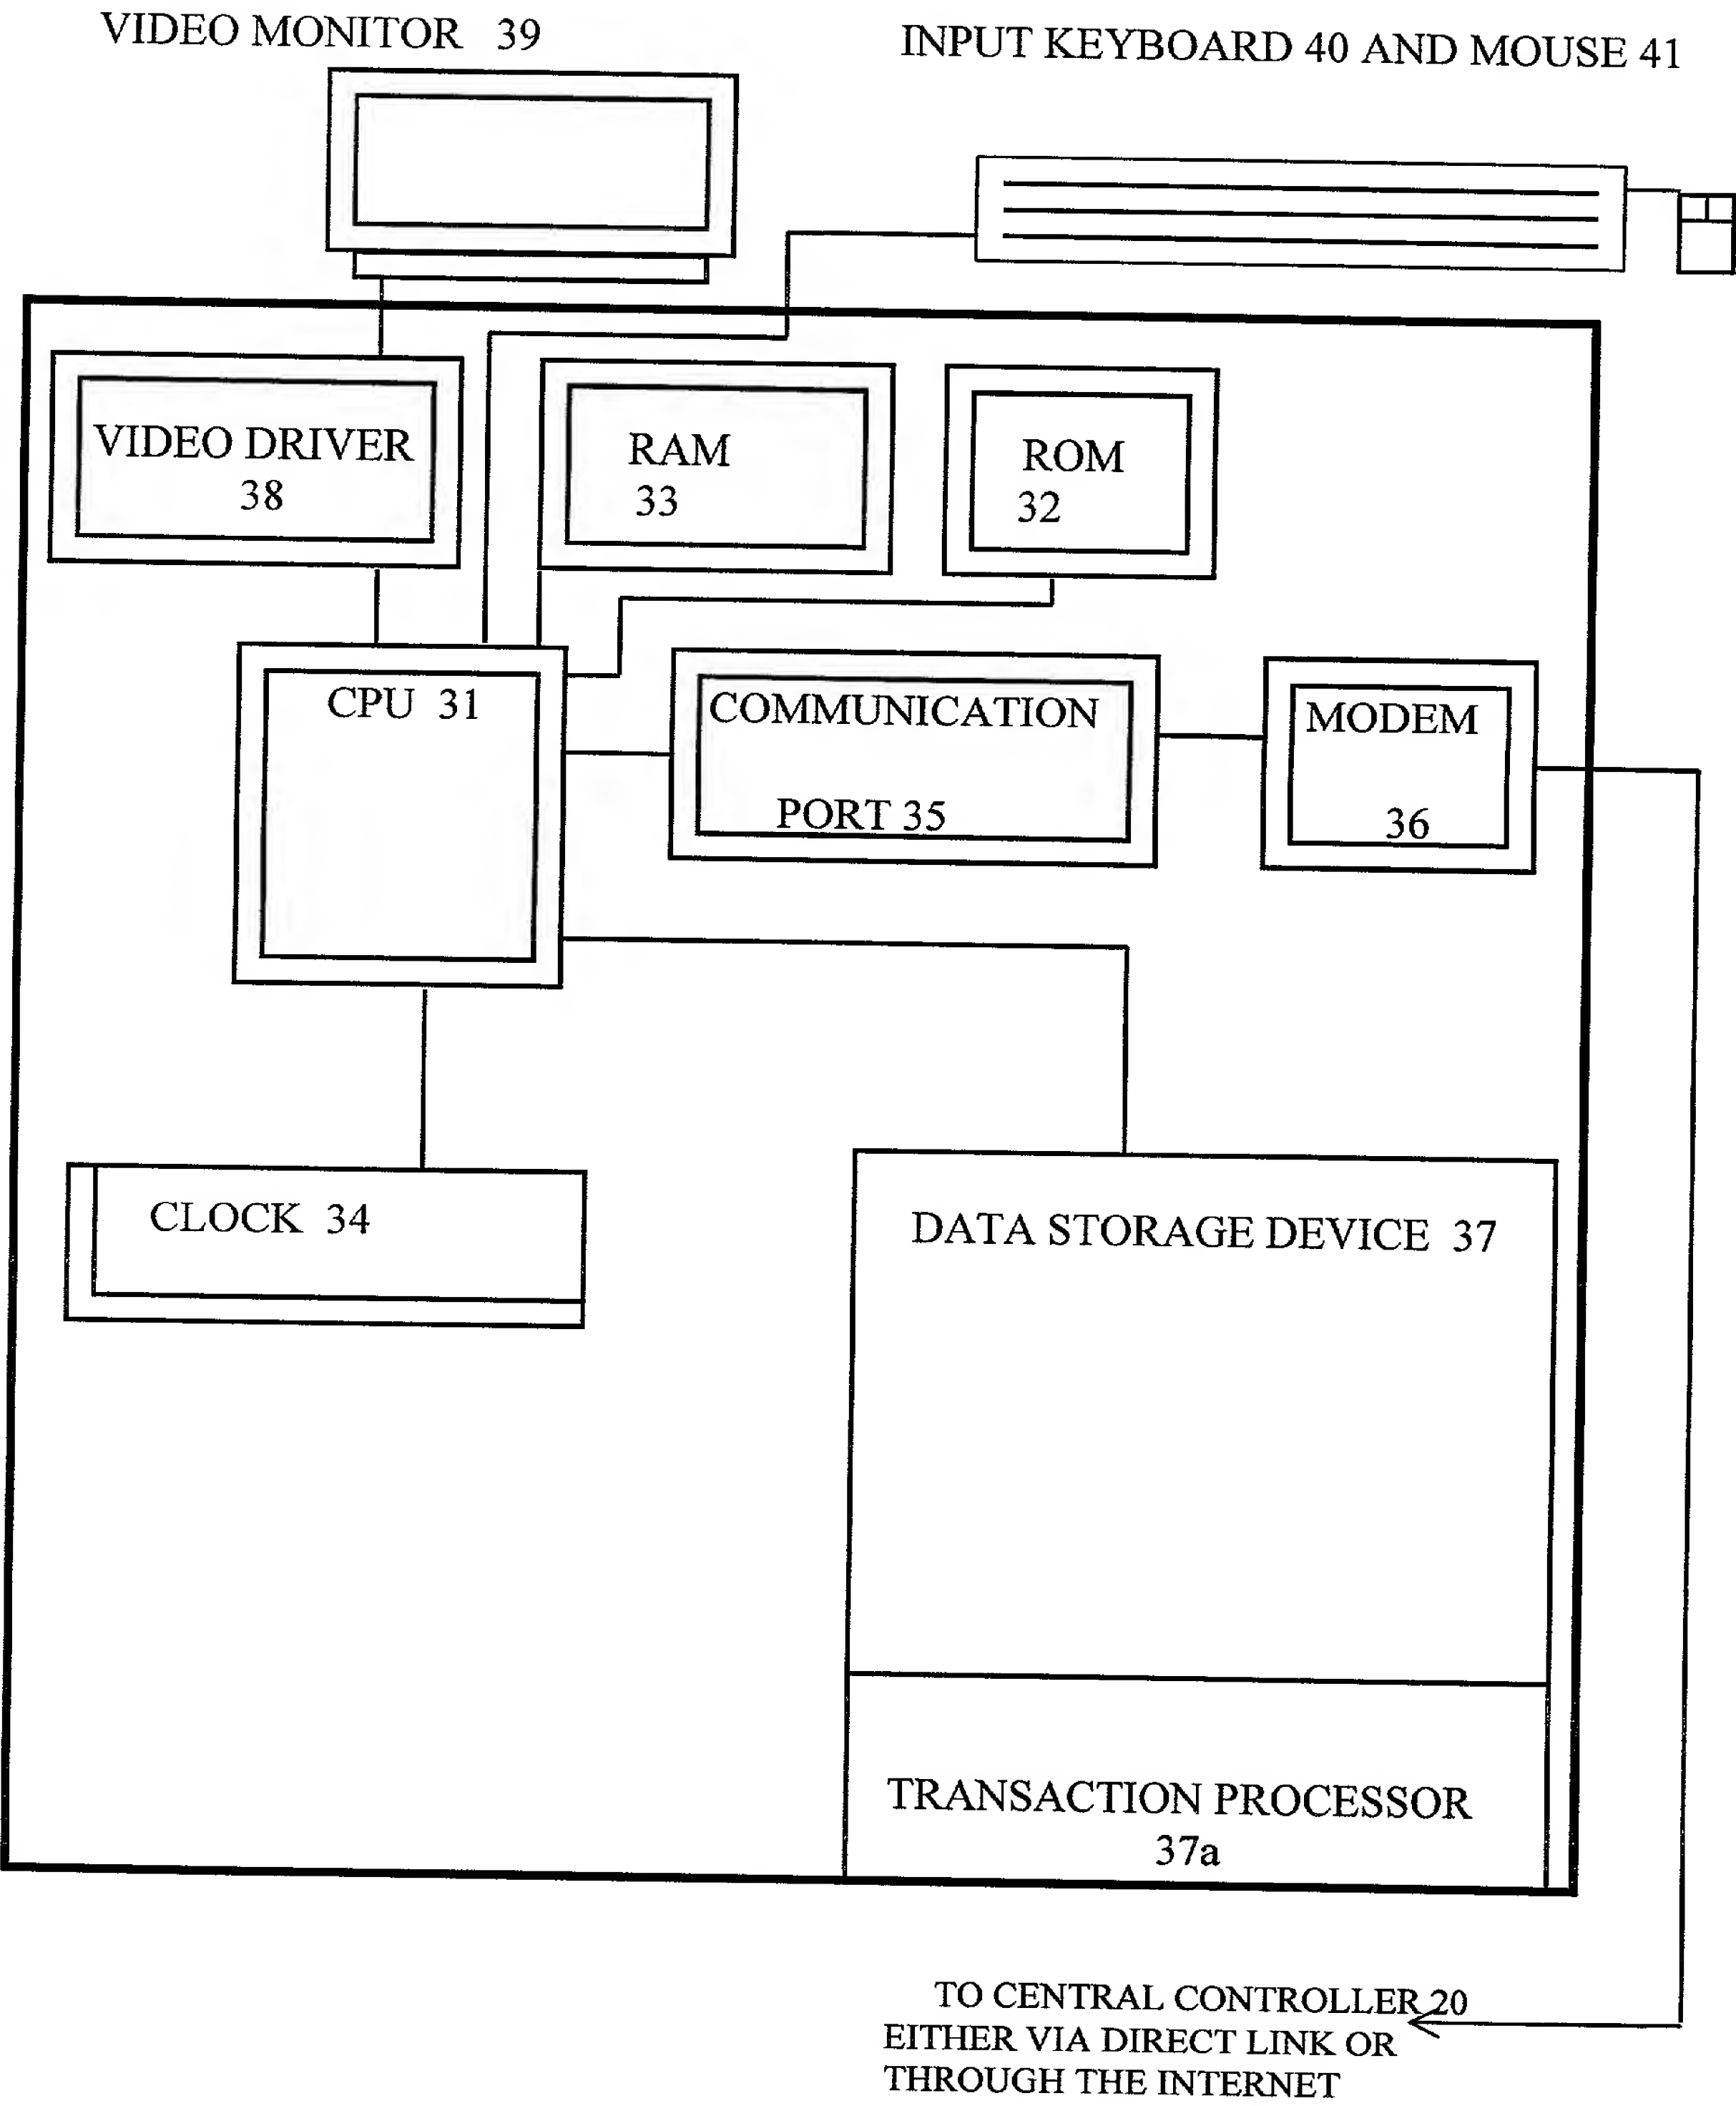 VIDEO MONITOR 39
INPUT KEYBOARD 40 AND MOUSE 41
VIDEO DRIVER
38
RAM
33
ROM
32
CPU 31
COMMUNICATION
PORT 35
MODEM
36
CLOCK 34
DATA STORAGE DEVICE 37
TRANSACTION PROCESSOR
37a
TO CENTRAL CONTROLLER 20
EITHER VIA DIRECT LINK OR
THROUGH THE INTERNET